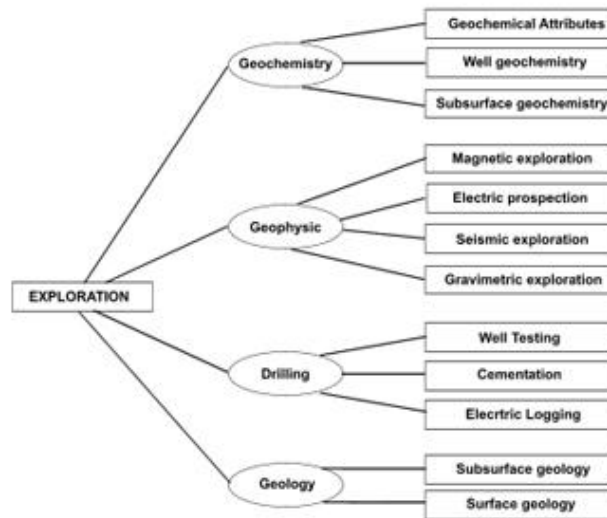 Geochemical Attributes
Geochemistry
Well geochemistry
Subsurface geochemistry
Magnetic exploration
Electric prospection
Geophysic
Seismic exploration
Gravimetric exploration
EXPLORATION
Well Testing
Drilling
Cementation
Elecrtric Logging
Subsurface geology
Geology
Surface geology